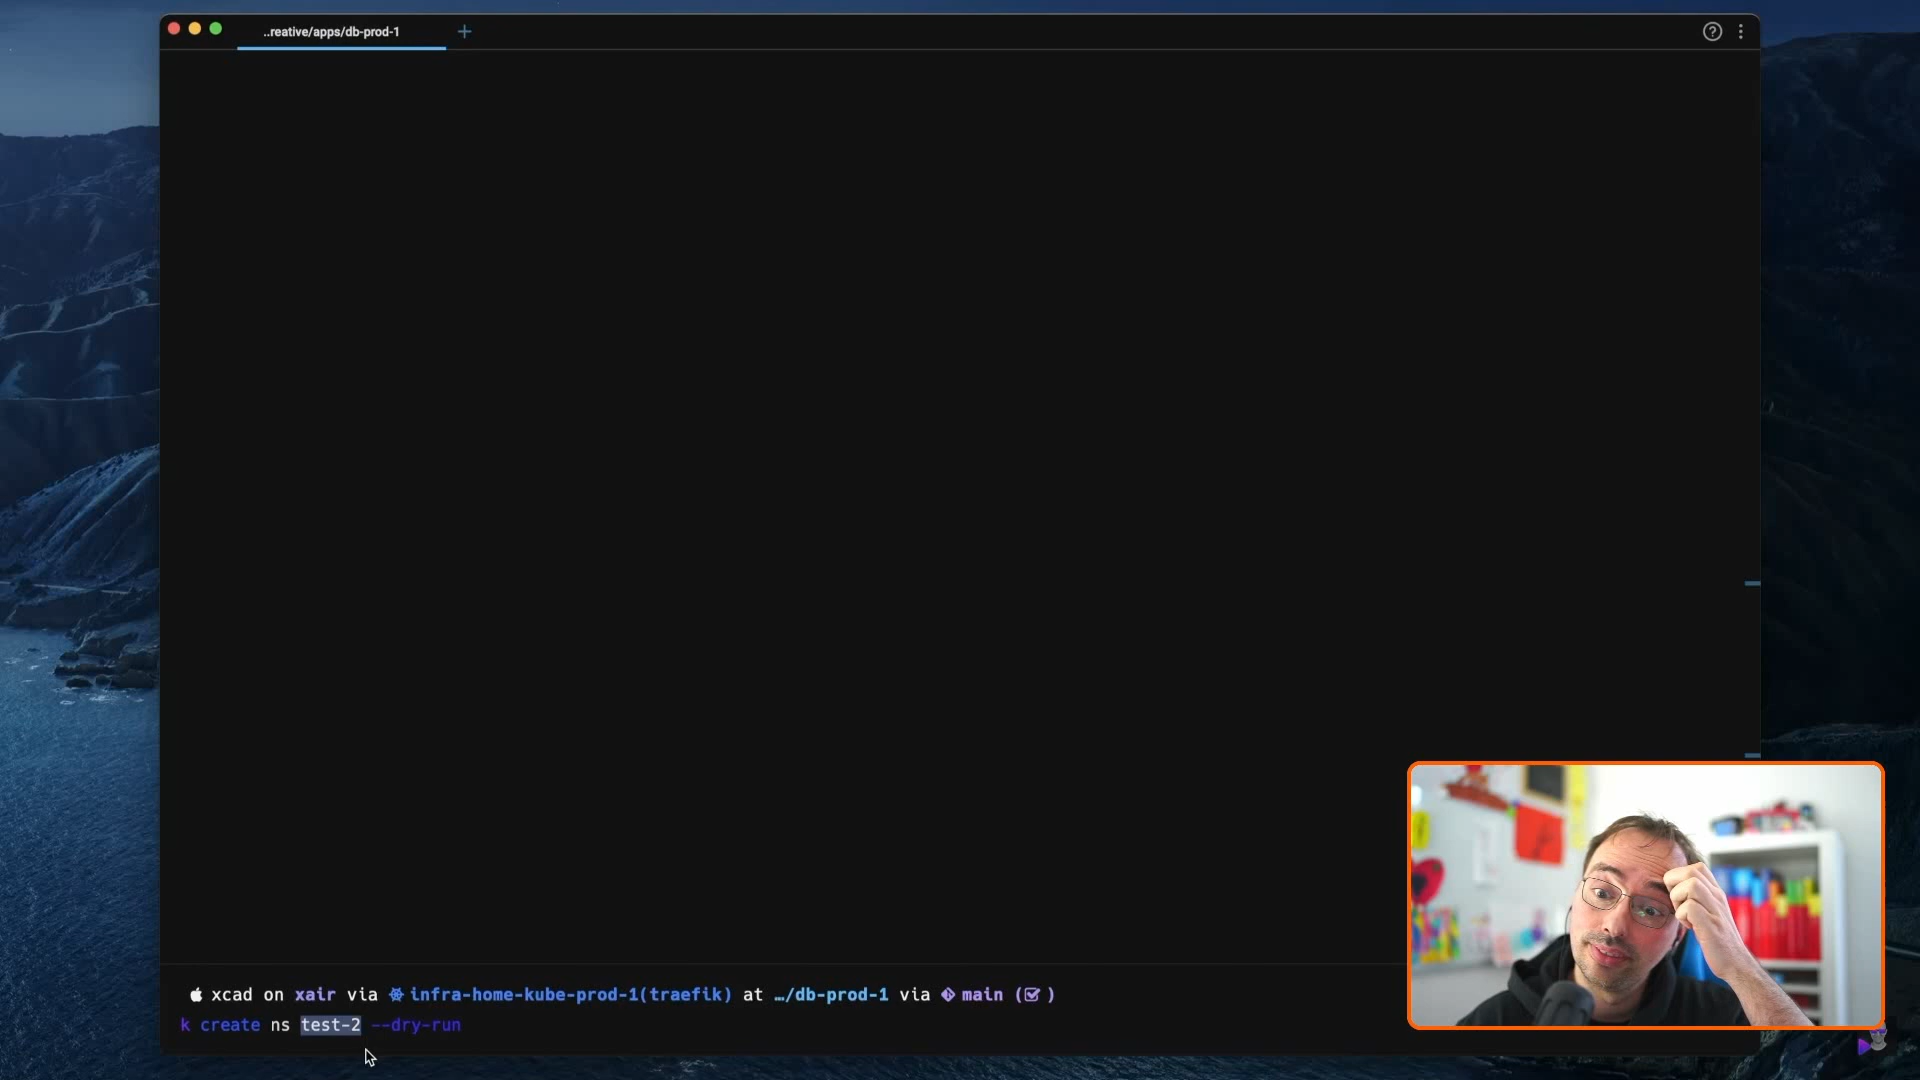 ..reative/apps/db-prod-1
xcad on xair via infra-home-kube-prod-1(traefik) at …/db-prod-1 via main ( )
k create ns test-2 --dry-run